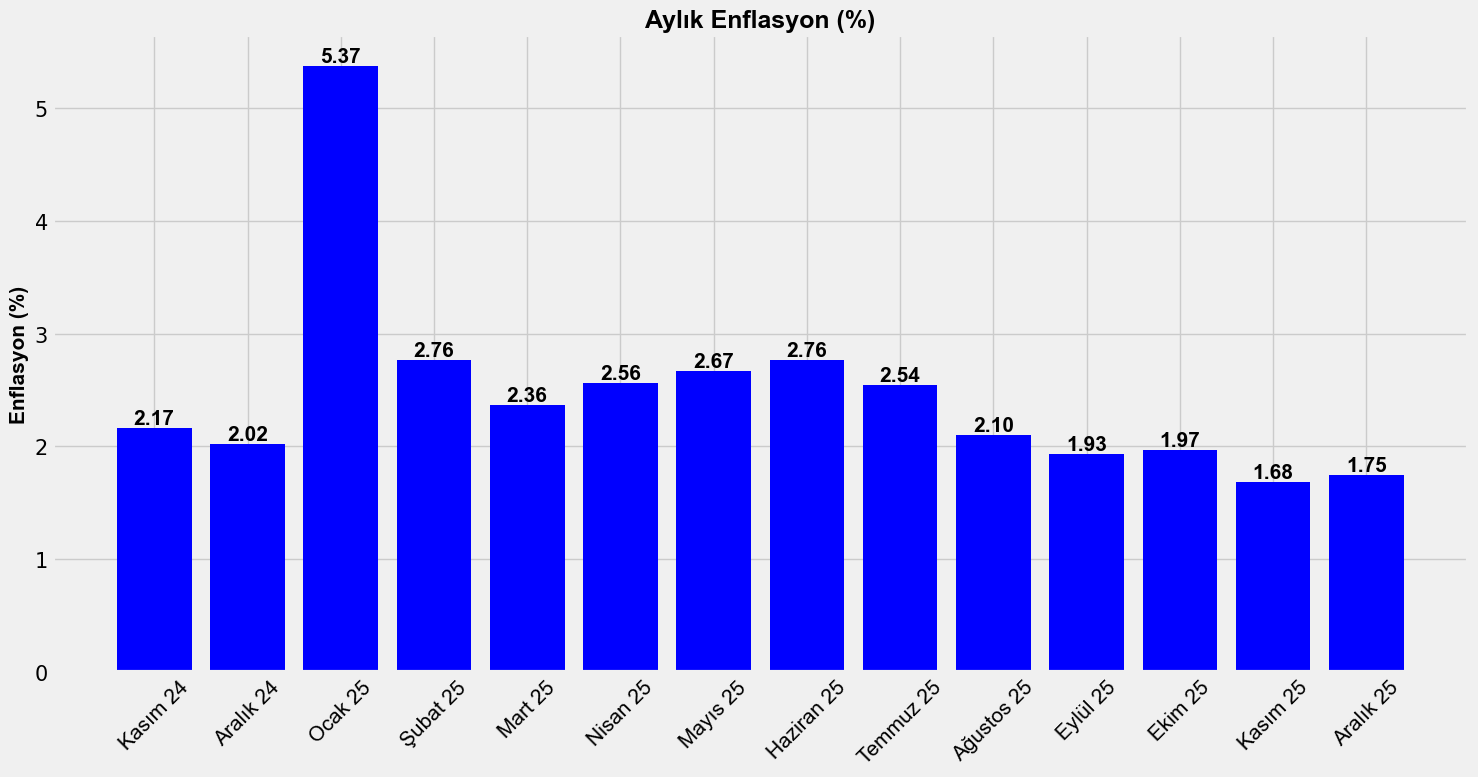 Aylık Enflasyon (%)
Enflasyon (%)
5
4
3
2
1
0
2.17
2.02
5.37
2.76
2.36
2.56
2.67
2.76
2.54
2.10
1.93
1.97
1.68
1.75
Kasım 24
Aralık 24
Ocak 25
Şubat 25
Mart 25
Nisan 25
Mayıs 25
Haziran 25
Temmuz 25
Ağustos 25
Eylül 25
Ekim 25
Kasım 25
Aralık 25